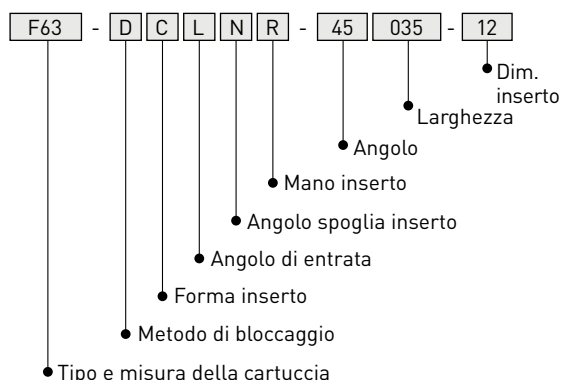 F63 - D C L N R - 45 035 - 12
Dim.
inserto
Larghezza
Angolo
Mano inserto
Angolo spoglia inserto
Angolo di entrata
Forma inserto
Metodo di bloccaggio
Tipo e misura della cartuccia